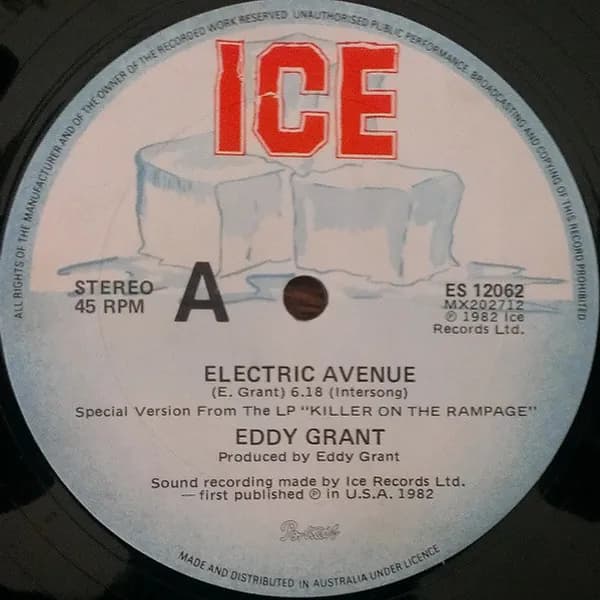 ALL RIGHTS OF THE MANUFACTURER AND OF THE OWNER OF THE RECORDED WORK RESERVED UNAUTHORISED PUBLIC PERFORMANCE, BROADCASTING AND COPYING OF THIS RECORD PROHIBITED
ICE
STEREO
45 RPM
A
ES 12062
MX202712
℗ 1982 Ice
Records Ltd.
ELECTRIC AVENUE
(E. Grant) 6.18 (Intersong)
Special Version From The LP "KILLER ON THE RAMPAGE"
EDDY GRANT
Produced by Eddy Grant
Sound recording made by Ice Records Ltd.
— first published ℗ in U.S.A. 1982
Portrait
MADE AND DISTRIBUTED IN AUSTRALIA UNDER LICENCE